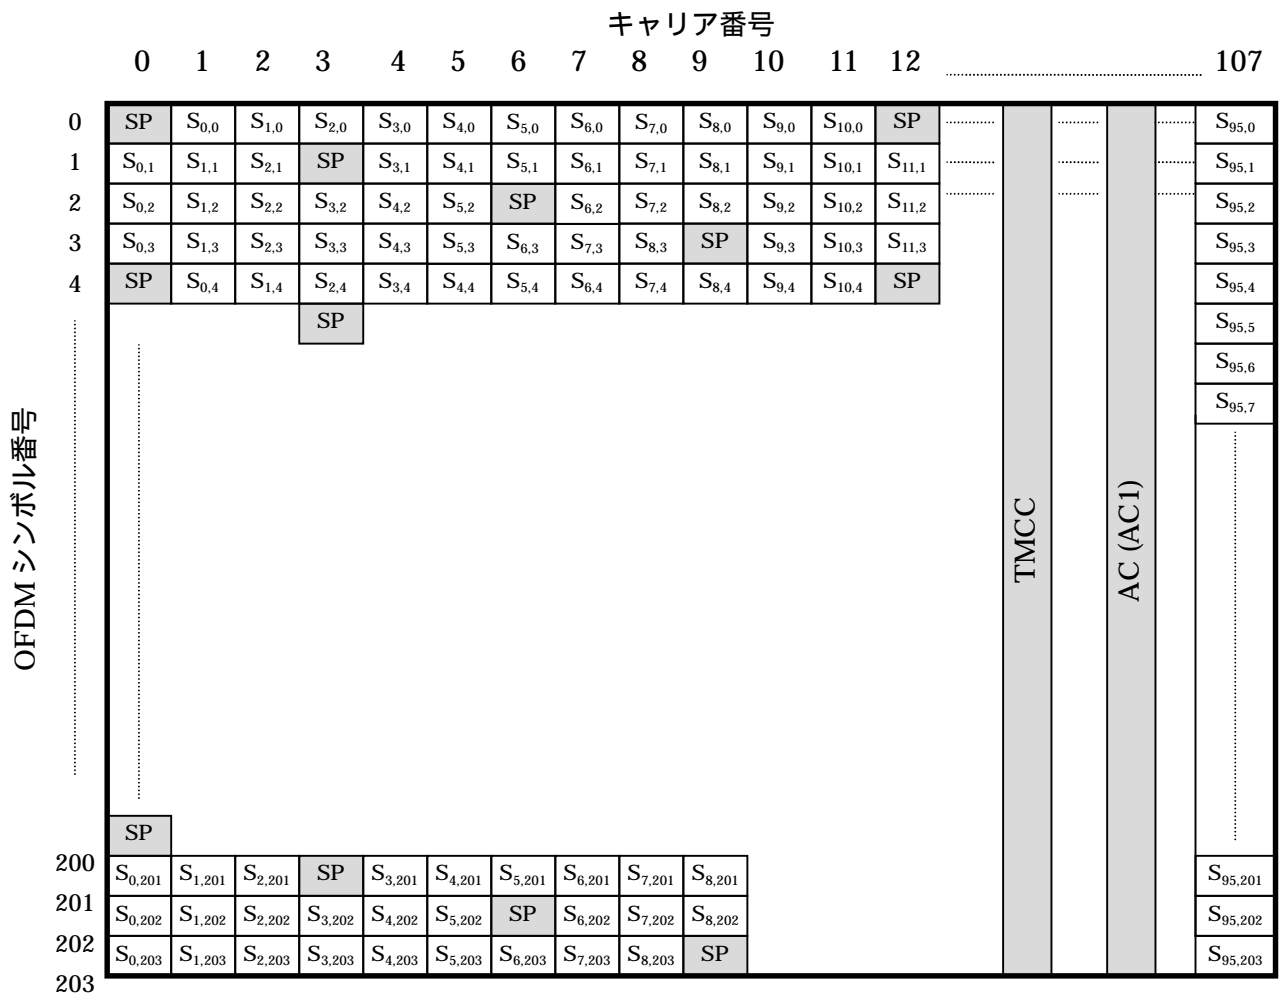 キャリア番号
0 1 2 3 4 5 6 7 8 9 10 11 12 107
0 SP S0,0 S1,0 S2,0 S3,0 S4,0 S5,0 S6,0 S7,0 S8,0 S9,0 S10,0 SP S95,0
1 S0,1 S1,1 S2,1 SP S3,1 S4,1 S5,1 S6,1 S7,1 S8,1 S9,1 S10,1 S11,1 S95,1
2 S0,2 S1,2 S2,2 S3,2 S4,2 S5,2 SP S6,2 S7,2 S8,2 S9,2 S10,2 S11,2 S95,2
3 S0,3 S1,3 S2,3 S3,3 S4,3 S5,3 S6,3 S7,3 S8,3 SP S9,3 S10,3 S11,3 S95,3
4 SP S0,4 S1,4 S2,4 S3,4 S4,4 S5,4 S6,4 S7,4 S8,4 S9,4 S10,4 SP S95,4
SP S95,5
S95,6
S95,7
OFDM シンボル番号
TMCC
AC (AC1)
SP
200 S0,201 S1,201 S2,201 SP S3,201 S4,201 S5,201 S6,201 S7,201 S8,201 S95,201
201 S0,202 S1,202 S2,202 S3,202 S4,202 S5,202 SP S6,202 S7,202 S8,202 S95,202
202 S0,203 S1,203 S2,203 S3,203 S4,203 S5,203 S6,203 S7,203 S8,203 SP S95,203
203